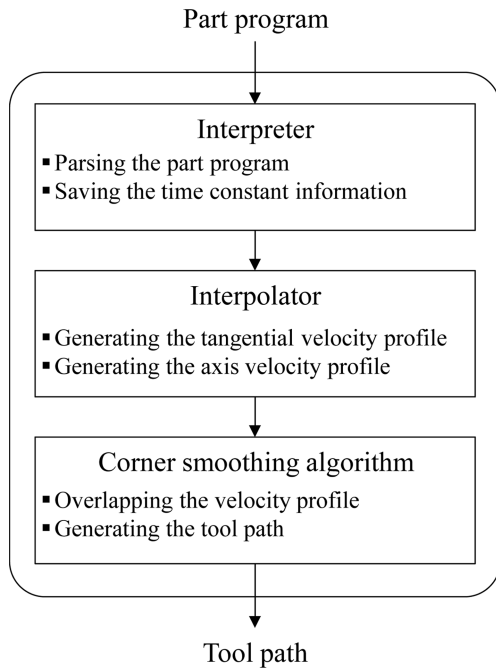 Part program
Interpreter
▪ Parsing the part program
▪ Saving the time constant information
Interpolator
▪ Generating the tangential velocity profile
▪ Generating the axis velocity profile
Corner smoothing algorithm
▪ Overlapping the velocity profile
▪ Generating the tool path
Tool path